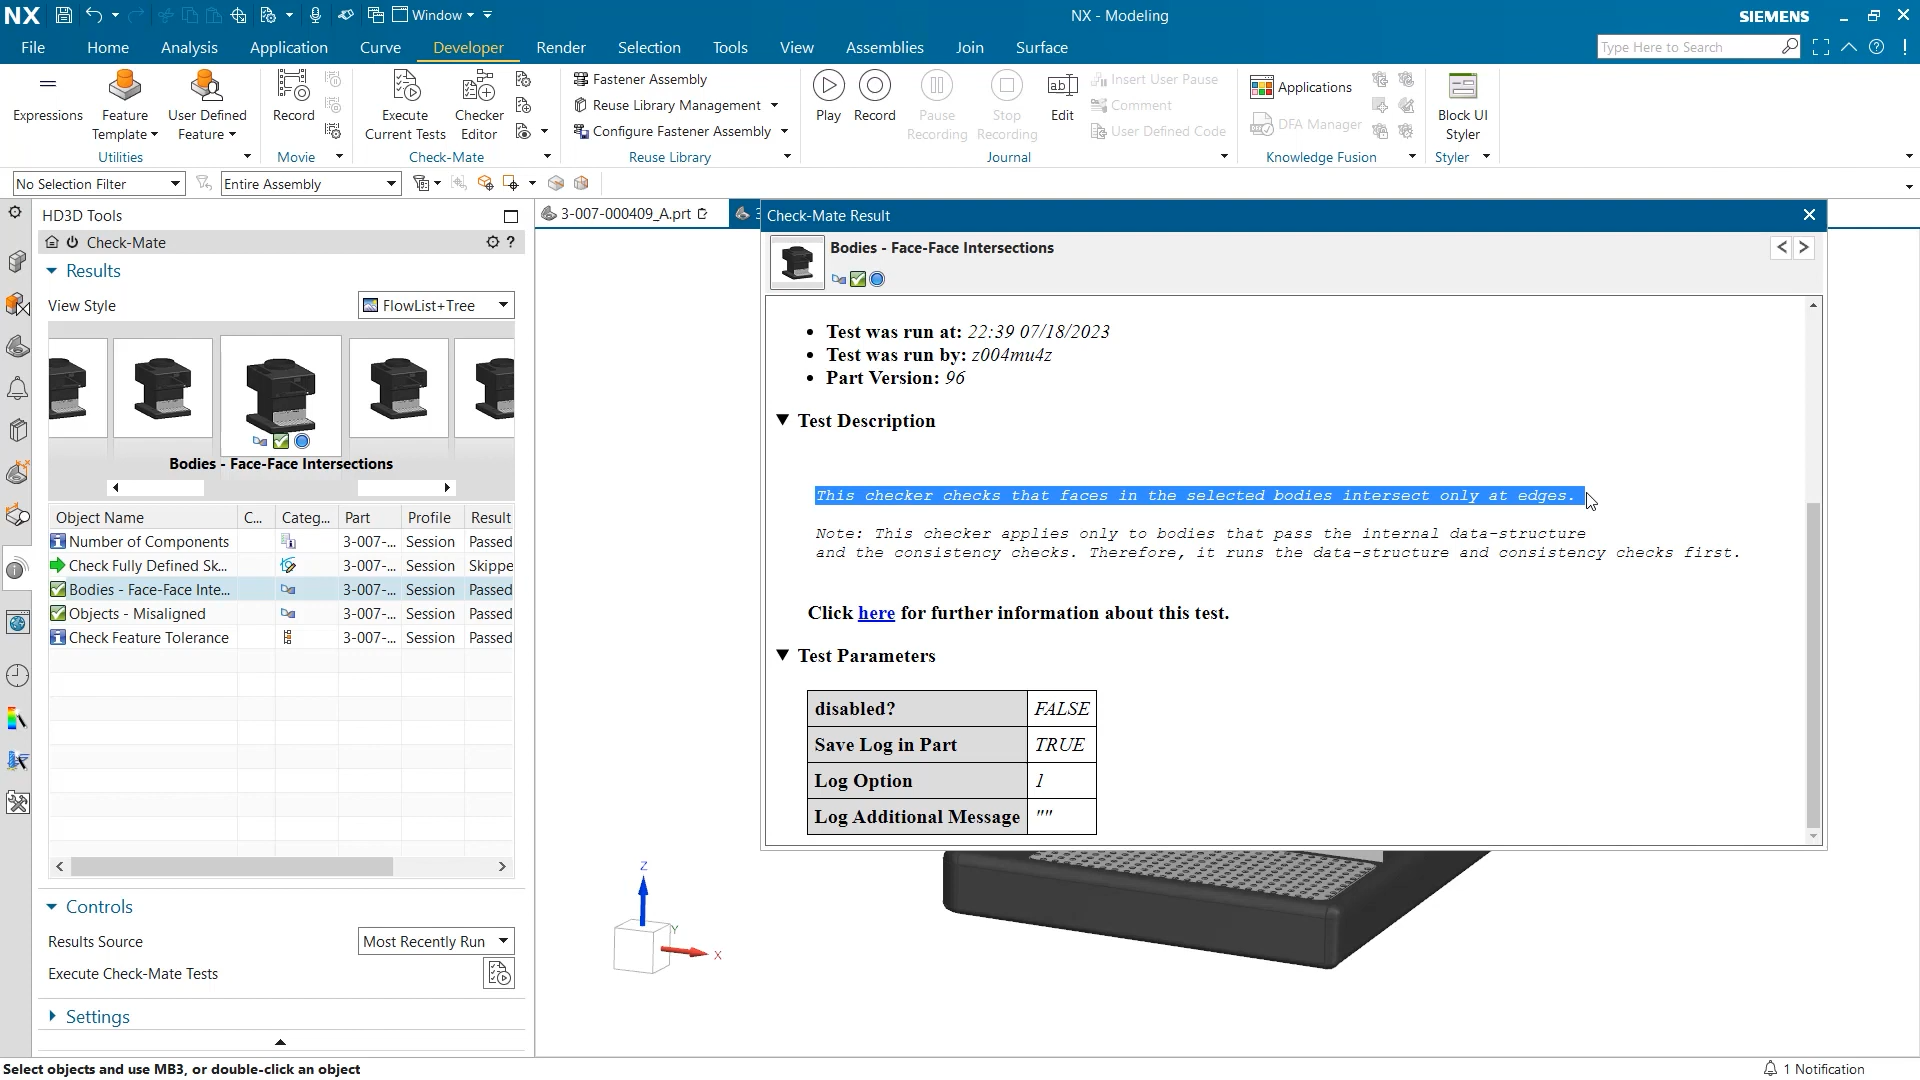 NX
Window
NX - Modeling
SIEMENS
File
Home
Analysis
Application
Curve
Developer
Render
Selection
Tools
View
Assemblies
Join
Surface
Type Here to Search
Expressions
Feature
Template
User Defined
Feature
Utilities
Record
Movie
Execute
Current Tests
Checker
Editor
Check-Mate
Fastener Assembly
Reuse Library Management
Configure Fastener Assembly
Reuse Library
Play
Record
Pause
Recording
Stop
Recording
Edit
Insert User Pause
Comment
User Defined Code
Journal
Applications
DFA Manager
Knowledge Fusion
Block UI
Styler
Styler
No Selection Filter
Entire Assembly
HD3D Tools
Check-Mate
Results
View Style
FlowList+Tree
Bodies - Face-Face Intersections
Object Name C... Categ... Part Profile Result
Number of Components 3-007-... Session Passed
Check Fully Defined Sk... 3-007-... Session Skippe
Bodies - Face-Face Inte... 3-007-... Session Passed
Objects - Misaligned 3-007-... Session Passed
Check Feature Tolerance 3-007-... Session Passed
Controls
Results Source
Most Recently Run
Execute Check-Mate Tests
Settings
3-007-000409_A.prt
Check-Mate Result
Bodies - Face-Face Intersections
• Test was run at: 22:39 07/18/2023
• Test was run by: z004mu4z
• Part Version: 96
Test Description
This checker checks that faces in the selected bodies intersect only at edges.
Note: This checker applies only to bodies that pass the internal data-structure
and the consistency checks. Therefore, it runs the data-structure and consistency checks first.
Click here for further information about this test.
Test Parameters
disabled? FALSE
Save Log in Part TRUE
Log Option 1
Log Additional Message ""
Z
Y
X
Select objects and use MB3, or double-click an object
1 Notification